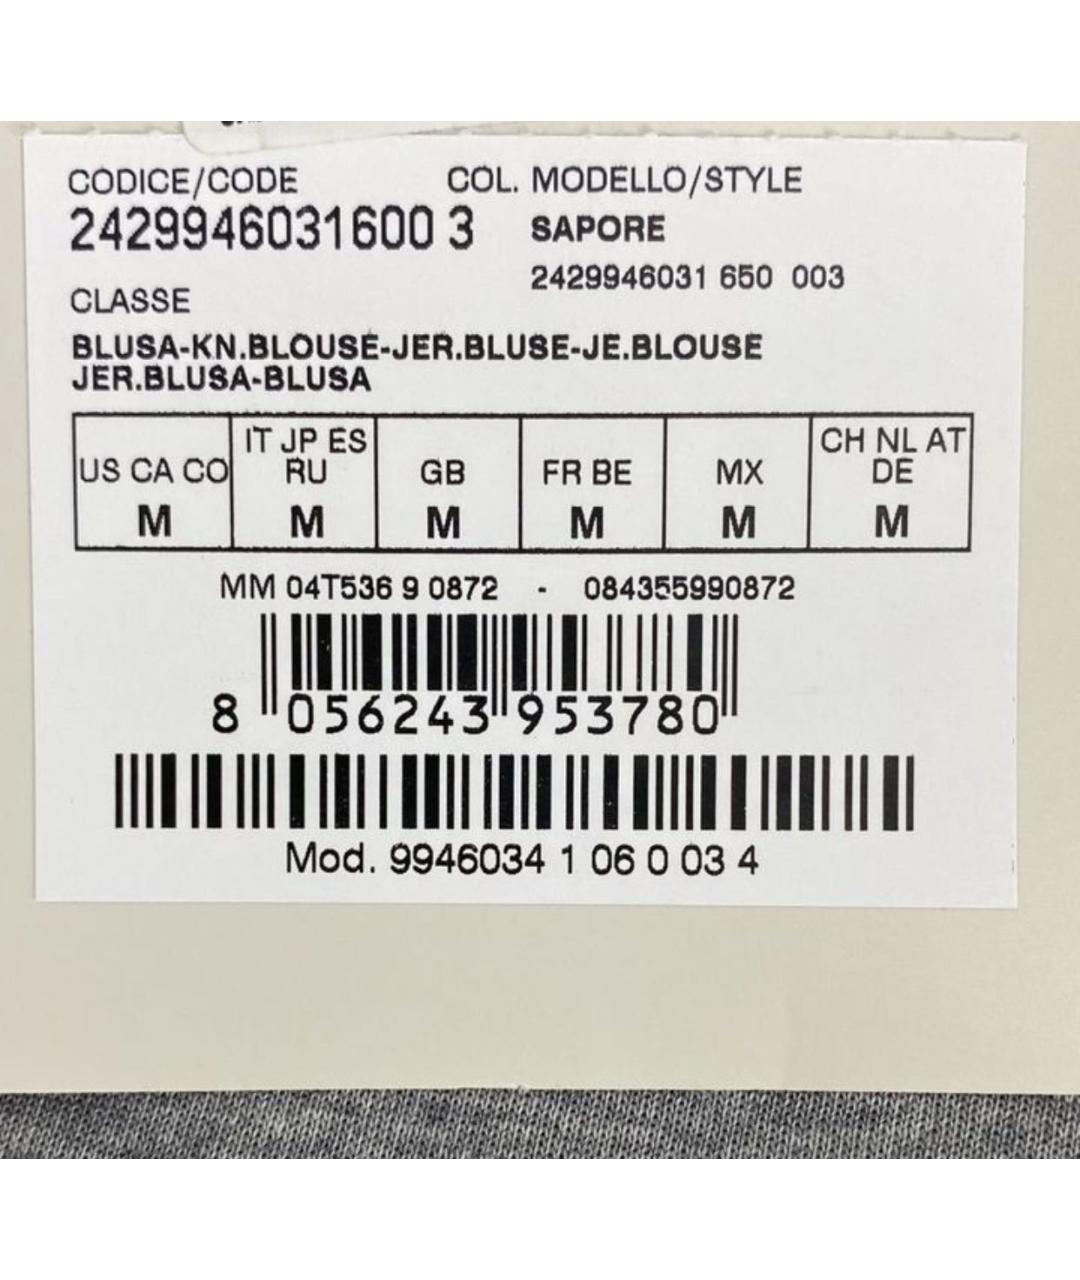 CODICE/CODE COL. MODELLO/STYLE
2429946031600 3 SAPORE
2429946031 650 003
CLASSE
BLUSA-KN.BLOUSE-JER.BLUSE-JE.BLOUSE
JER.BLUSA-BLUSA
US CA CO IT JP ES RU GB FR BE MX CH NL AT DE
M M M M M M
MM 04T536 9 0872 - 084355990872
8 056243 953780
Mod. 9946034 1 06 0 03 4